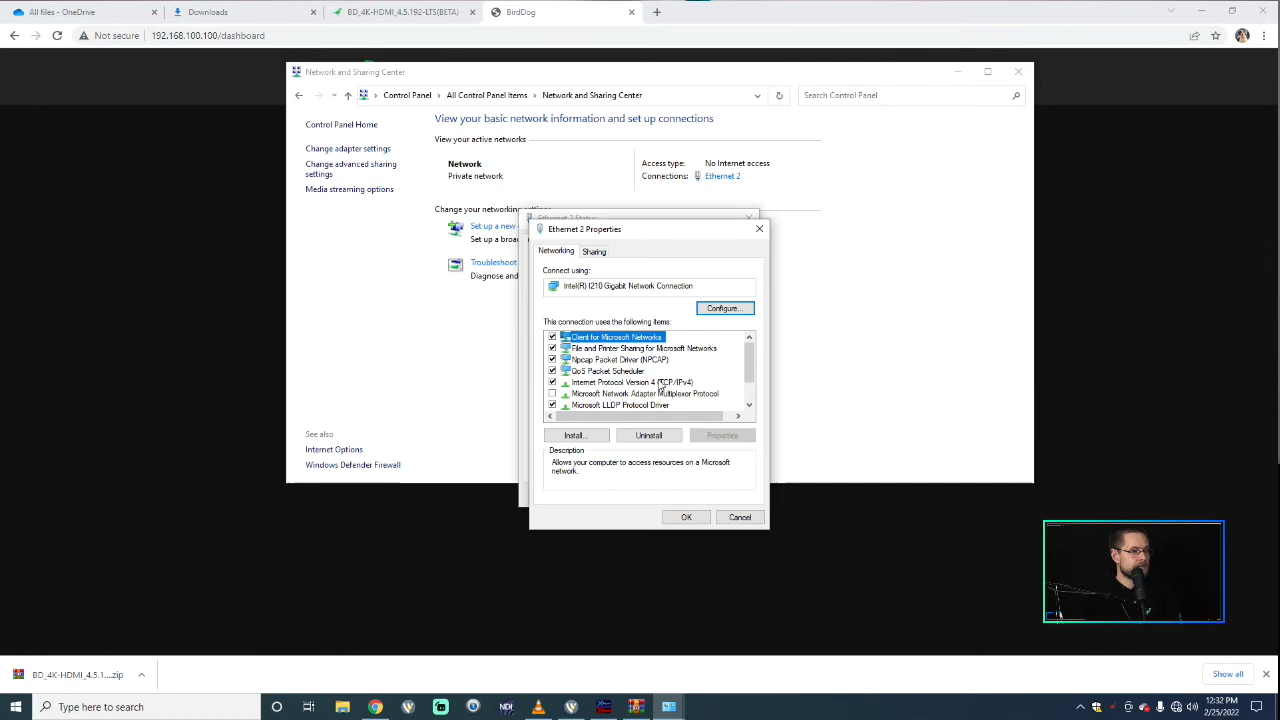 All files - OneDrive
Downloads
BD_4K-HDMI_4.5.192-LTS(BETA)
BirdDog
Not secure
192.168.100.100/dashboard
Network and Sharing Center
Control Panel
All Control Panel Items
Network and Sharing Center
Search Control Panel
Control Panel Home
Change adapter settings
Change advanced sharing
settings
Media streaming options
View your basic network information and set up connections
View your active networks
Network
Private network
Access type:
No Internet access
Connections:
Ethernet 2
Change your networking settings
Set up a new
Set up a broad
Troubleshoot
Diagnose and
Ethernet 2 Status
Ethernet 2 Properties
Networking
Sharing
Connect using:
Intel(R) I210 Gigabit Network Connection
Configure...
This connection uses the following items:
Client for Microsoft Networks
File and Printer Sharing for Microsoft Networks
Npcap Packet Driver (NPCAP)
QoS Packet Scheduler
Internet Protocol Version 4 (TCP/IPv4)
Microsoft Network Adapter Multiplexor Protocol
Microsoft LLDP Protocol Driver
Install...
Uninstall
Properties
Description
Allows your computer to access resources on a Microsoft
network.
OK
Cancel
See also
Internet Options
Windows Defender Firewall
BD_4K-HDMI_4.5.1....zip
Show all
Type here to search
NDI
12:32 PM
2/25/2022